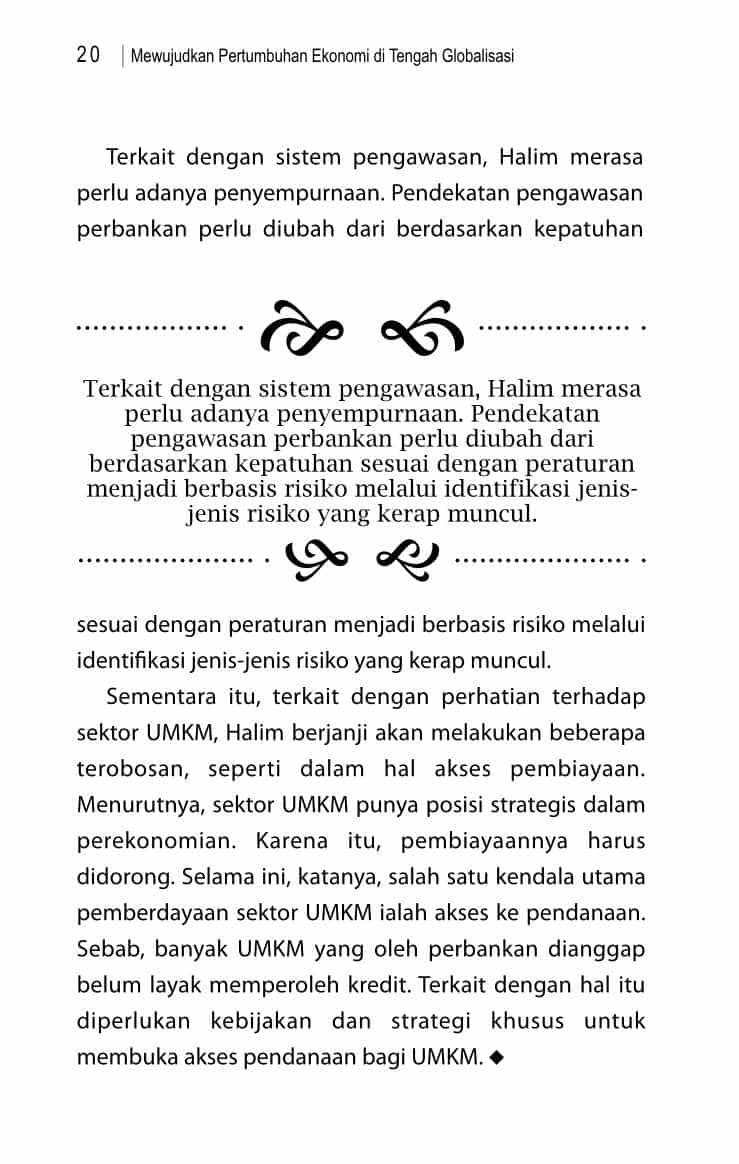 20 Mewujudkan Pertumbuhan Ekonomi di Tengah Globalisasi
Terkait dengan sistem pengawasan, Halim merasa
perlu adanya penyempurnaan. Pendekatan pengawasan
perbankan perlu diubah dari berdasarkan kepatuhan
Terkait dengan sistem pengawasan, Halim merasa
perlu adanya penyempurnaan. Pendekatan
pengawasan perbankan perlu diubah dari
berdasarkan kepatuhan sesuai dengan peraturan
menjadi berbasis risiko melalui identifikasi jenis-
jenis risiko yang kerap muncul.
sesuai dengan peraturan menjadi berbasis risiko melalui
identifikasi jenis-jenis risiko yang kerap muncul.
Sementara itu, terkait dengan perhatian terhadap
sektor UMKM, Halim berjanji akan melakukan beberapa
terobosan, seperti dalam hal akses pembiayaan.
Menurutnya, sektor UMKM punya posisi strategis dalam
perekonomian. Karena itu, pembiayaannya harus
didorong. Selama ini, katanya, salah satu kendala utama
pemberdayaan sektor UMKM ialah akses ke pendanaan.
Sebab, banyak UMKM yang oleh perbankan dianggap
belum layak memperoleh kredit. Terkait dengan hal itu
diperlukan kebijakan dan strategi khusus untuk
membuka akses pendanaan bagi UMKM. ◆